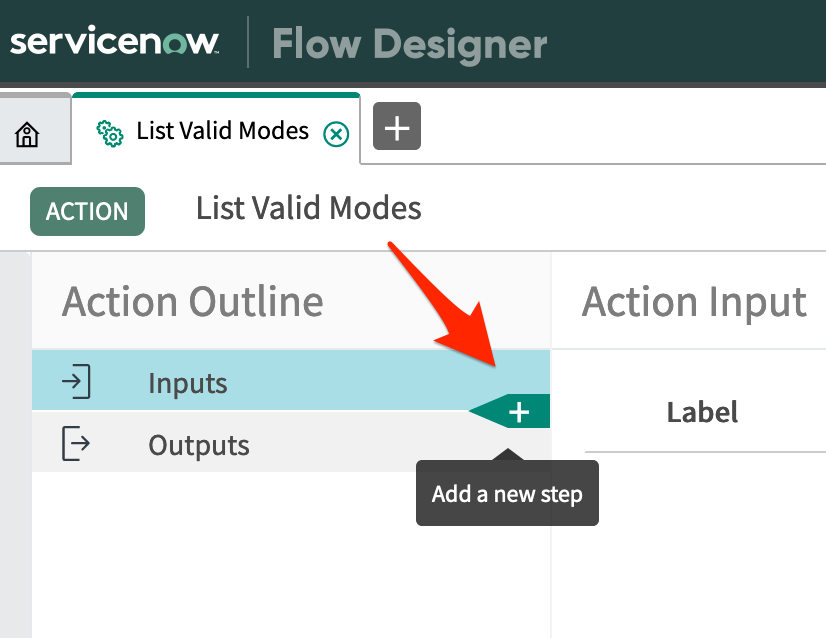 servicenow™ Flow Designer
List Valid Modes
ACTION List Valid Modes
Action Outline
Action Input
Inputs
Label
Outputs
Add a new step